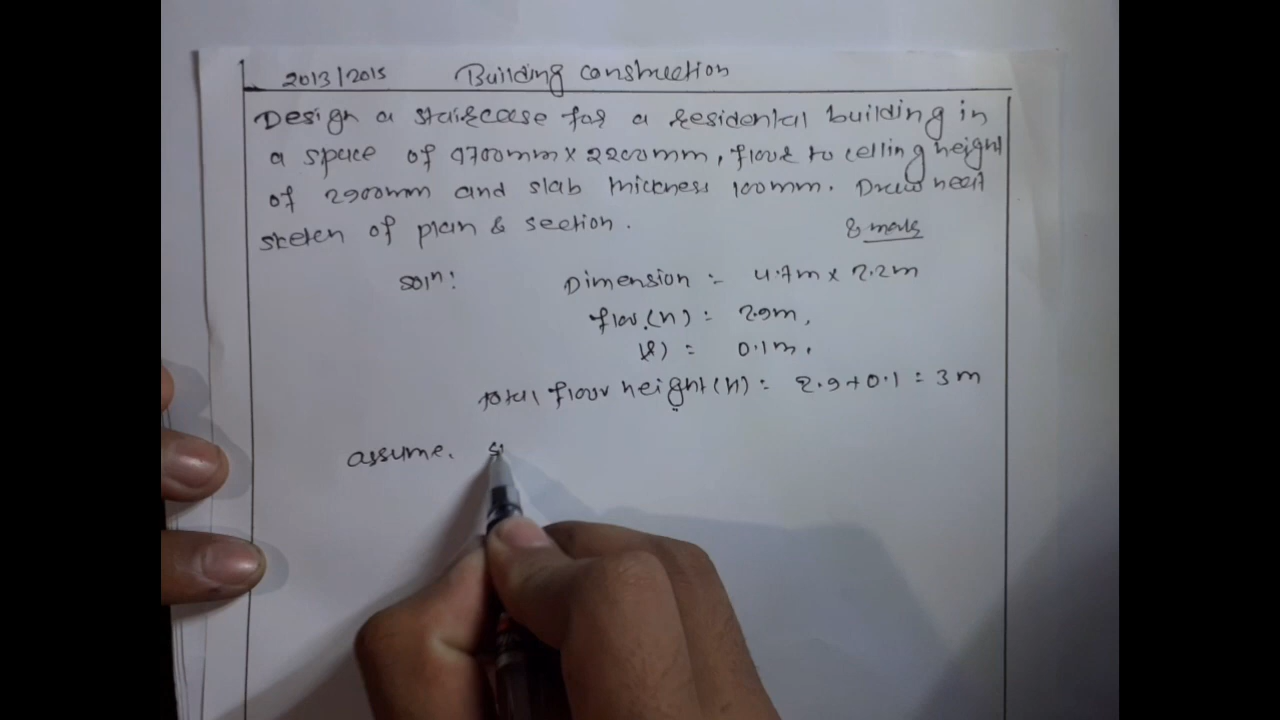 2013/2015 Building construction
Design a staircase for a residental building in
a space of 4700mm x 2200mm, floor to celling height
of 2900mm and slab thickness 100mm. Draw neat
sketch of plan & section.
8 marks
Soln: Dimension :- 4.7m x 2.2m
floor (h) = 2.9m,
= 0.1m.
total floor height (H) = 2.9+0.1 = 3m
assume.